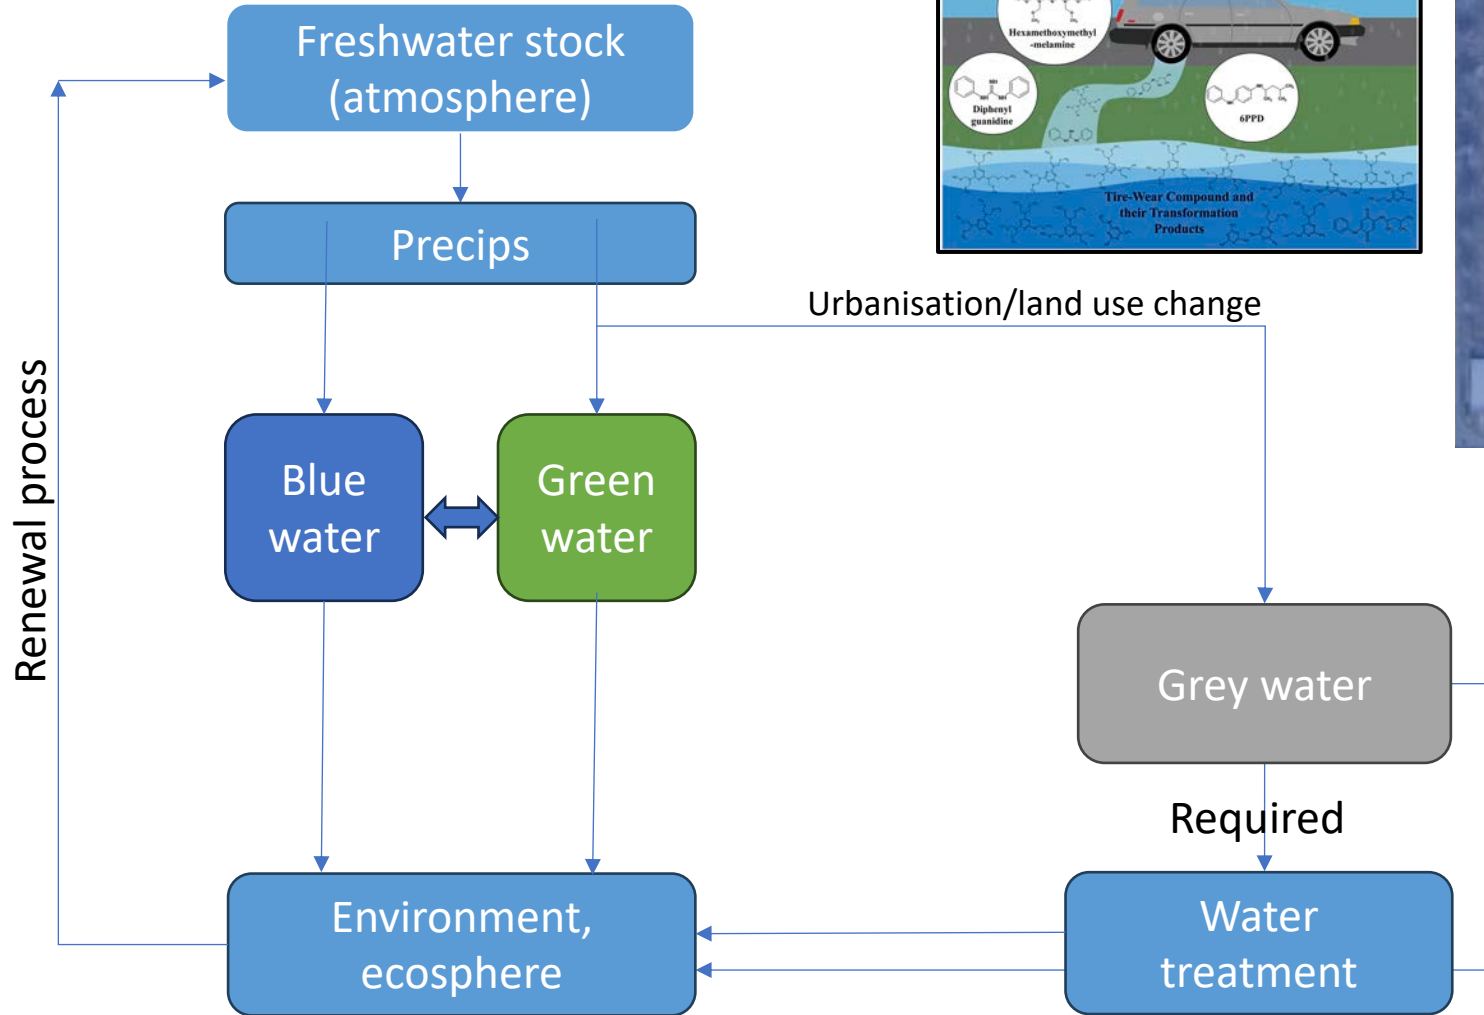 Freshwater stock
(atmosphere)
Precips
Urbanisation/land use change
Renewal process
Blue
water
Green
water
Grey water
Required
Environment,
ecosphere
Water
treatment
Hexamethoxymethyl
-melamine
Diphenyl
guanidine
6PPD
Tire-Wear Compound and
their Transformation
Products